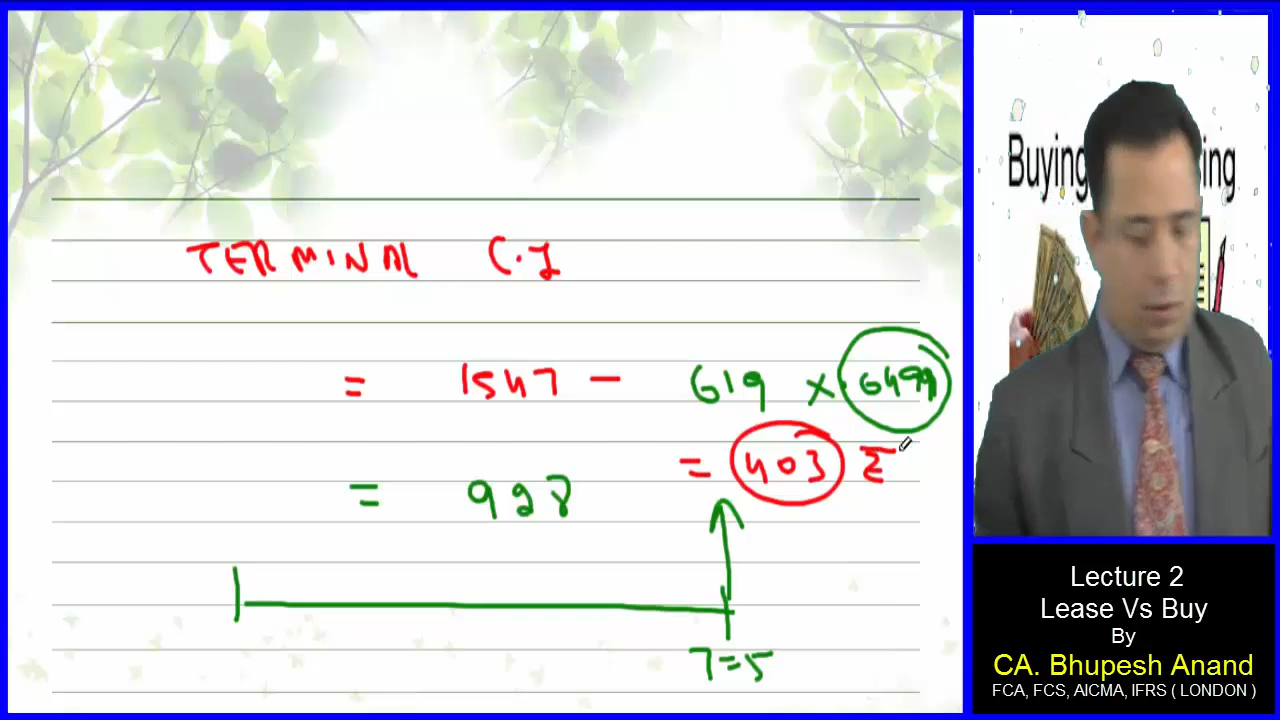 TERMINAL C.I
= 1547 - 619 × .6499
= 403 Σ
= 928
T=5
Buying
ing
Lecture 2
Lease Vs Buy
By
CA. Bhupesh Anand
FCA, FCS, AICMA, IFRS ( LONDON )